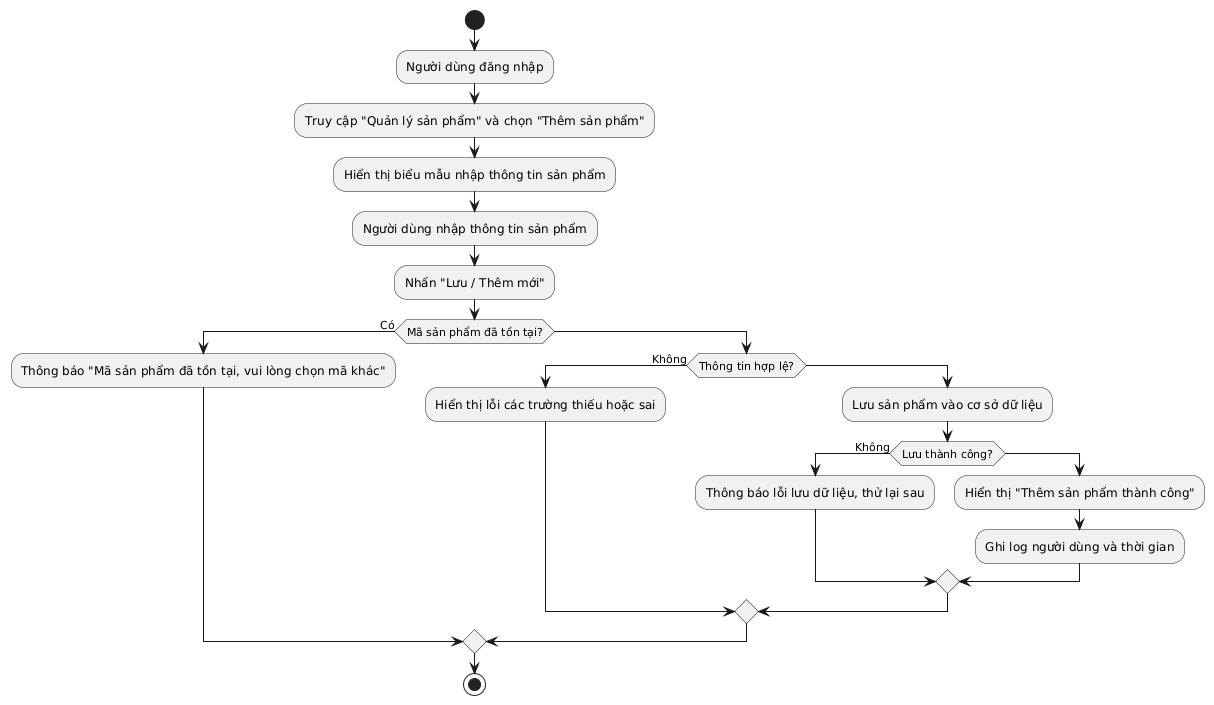 Người dùng đăng nhập
Truy cập "Quản lý sản phẩm" và chọn "Thêm sản phẩm"
Hiển thị biểu mẫu nhập thông tin sản phẩm
Người dùng nhập thông tin sản phẩm
Nhấn "Lưu / Thêm mới"
Mã sản phẩm đã tồn tại?
Có
Thông báo "Mã sản phẩm đã tồn tại, vui lòng chọn mã khác"
Thông tin hợp lệ?
Không
Hiển thị lỗi các trường thiếu hoặc sai
Lưu sản phẩm vào cơ sở dữ liệu
Lưu thành công?
Không
Thông báo lỗi lưu dữ liệu, thử lại sau
Hiển thị "Thêm sản phẩm thành công"
Ghi log người dùng và thời gian